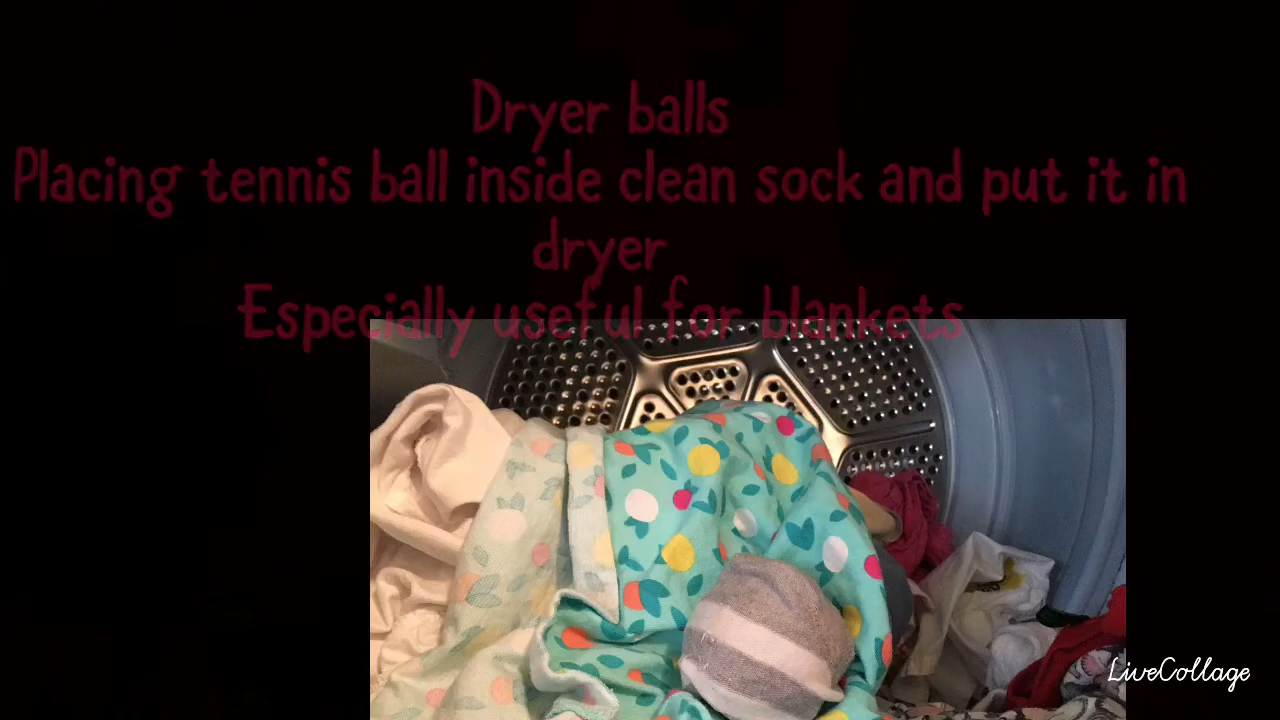 Dryer balls
Placing tennis ball inside clean sock and put it in
dryer
Especially useful for blankets
LiveCollage